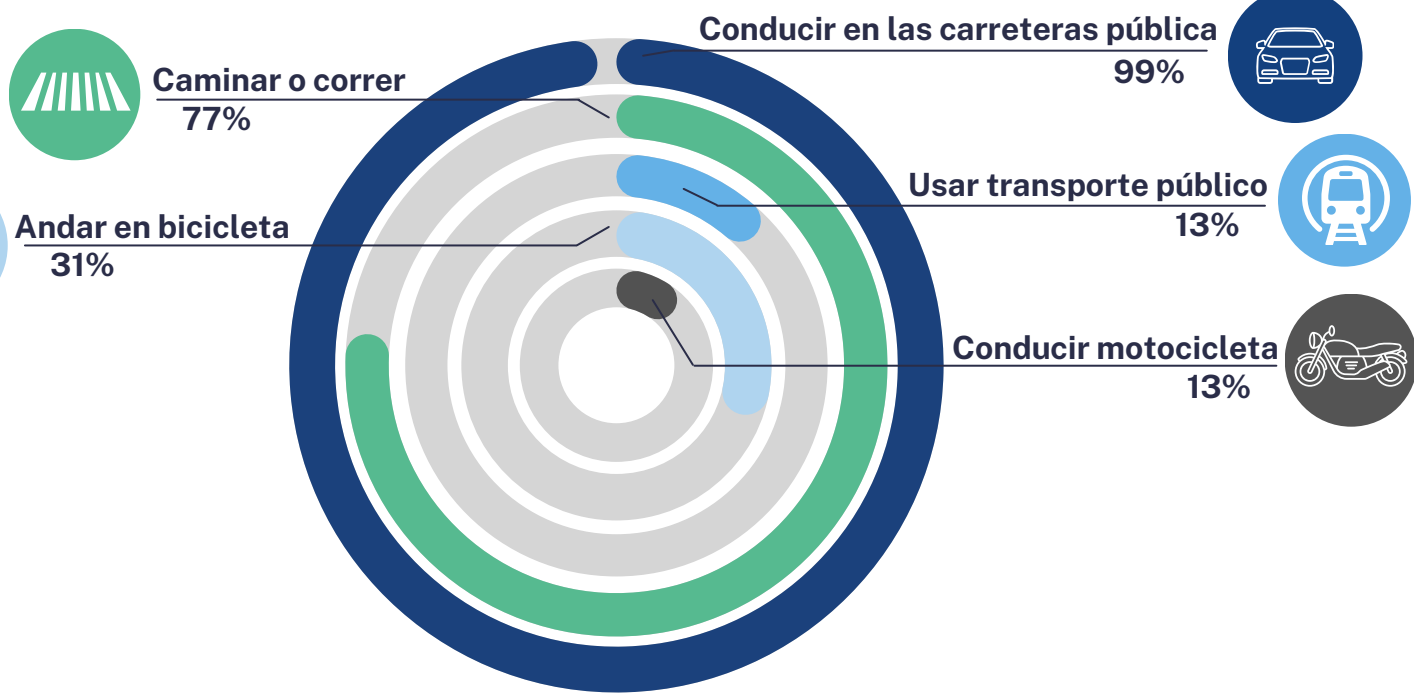 Conducir en las carreteras pública
99%
Caminar o correr
77%
Usar transporte público
13%
Andar en bicicleta
31%
Conducir motocicleta
13%